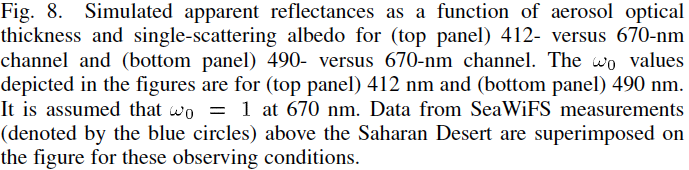 Fig. 8. Simulated apparent reflectances as a function of aerosol optical
thickness and single-scattering albedo for (top panel) 412- versus 670-nm
channel and (bottom panel) 490- versus 670-nm channel. The ω₀ values
depicted in the figures are for (top panel) 412 nm and (bottom panel) 490 nm.
It is assumed that ω₀ = 1 at 670 nm. Data from SeaWiFS measurements
(denoted by the blue circles) above the Saharan Desert are superimposed on
the figure for these observing conditions.